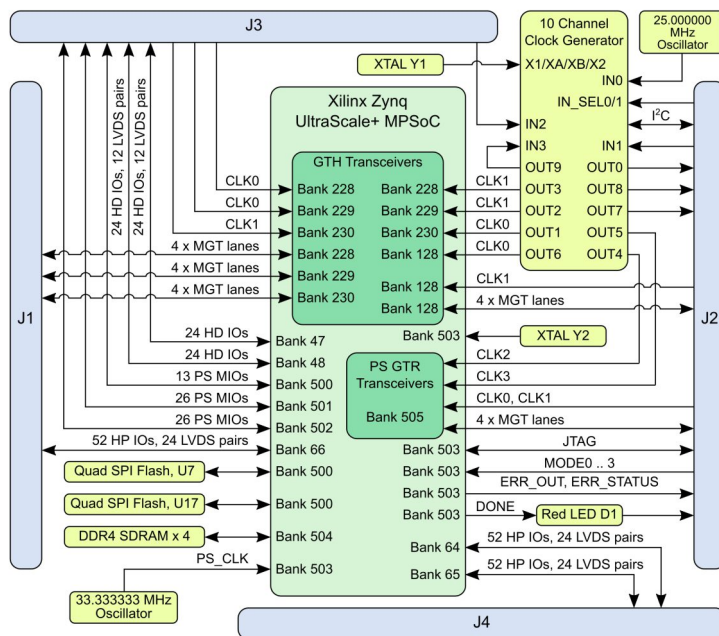 J3
10 Channel
Clock Generator
25.000000
MHz
Oscillator
XTAL Y1
X1/XA/XB/X2
IN0
IN_SEL0/1
I²C
IN2
IN3
IN1
OUT9
OUT0
OUT3
OUT8
OUT2
OUT7
OUT1
OUT5
OUT6
OUT4
24 HD IOs, 12 LVDS pairs
24 HD IOs, 12 LVDS pairs
Xilinx Zynq
UltraScale+ MPSoC
GTH Transceivers
CLK0
Bank 228
Bank 228
CLK1
CLK0
Bank 229
Bank 229
CLK1
CLK1
Bank 230
Bank 230
CLK0
4 x MGT lanes
Bank 228
Bank 128
CLK0
4 x MGT lanes
Bank 229
Bank 128
CLK1
4 x MGT lanes
Bank 230
Bank 128
4 x MGT lanes
J1
J2
24 HD IOs
Bank 47
Bank 503
XTAL Y2
24 HD IOs
Bank 48
CLK2
13 PS MIOs
Bank 500
PS GTR
Transceivers
CLK3
26 PS MIOs
Bank 501
Bank 505
CLK0, CLK1
26 PS MIOs
Bank 502
4 x MGT lanes
52 HP IOs, 24 LVDS pairs
Bank 66
Bank 503
JTAG
Quad SPI Flash, U7
Bank 500
Bank 503
MODE0 .. 3
Bank 503
ERR_OUT, ERR_STATUS
Quad SPI Flash, U17
Bank 500
Bank 503
DONE
Red LED D1
DDR4 SDRAM x 4
Bank 504
Bank 64
52 HP IOs, 24 LVDS pairs
PS_CLK
Bank 503
Bank 65
52 HP IOs, 24 LVDS pairs
33.333333 MHz
Oscillator
J4